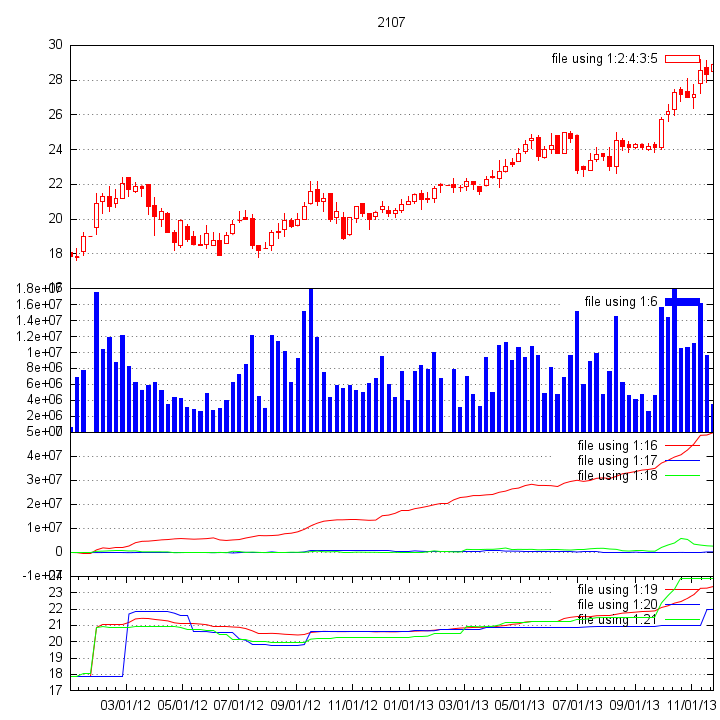 2107
30
file using 1:2:4:3:5
28
26
24
22
20
18
16
1.8e+07
file using 1:6
1.6e+07
1.4e+07
1.2e+07
1e+07
8e+06
6e+06
4e+06
2e+06
0
5e+07
file using 1:16
4e+07
file using 1:17
file using 1:18
3e+07
2e+07
1e+07
0
-1e+07
24
23
file using 1:19
22
file using 1:20
21
file using 1:21
20
19
18
17
03/01/12 05/01/12 07/01/12 09/01/12 11/01/12 01/01/13 03/01/13 05/01/13 07/01/13 09/01/13 11/01/13